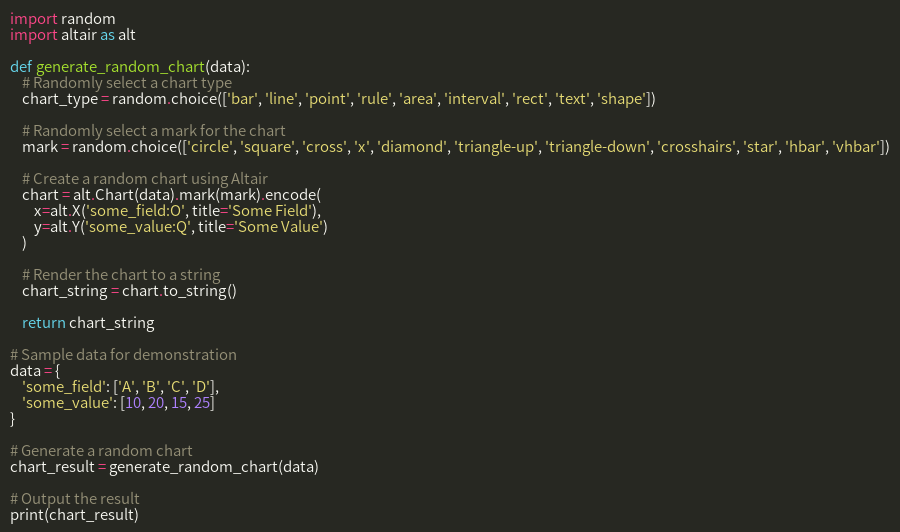 import random
import altair as alt

def generate_random_chart(data):
    # Randomly select a chart type
    chart_type = random.choice(['bar', 'line', 'point', 'rule', 'area', 'interval', 'rect', 'text', 'shape'])

    # Randomly select a mark for the chart
    mark = random.choice(['circle', 'square', 'cross', 'x', 'diamond', 'triangle-up', 'triangle-down', 'crosshairs', 'star', 'hbar', 'vhbar'])

    # Create a random chart using Altair
    chart = alt.Chart(data).mark(mark).encode(
        x=alt.X('some_field:O', title='Some Field'),
        y=alt.Y('some_value:Q', title='Some Value')
    )

    # Render the chart to a string
    chart_string = chart.to_string()

    return chart_string

# Sample data for demonstration
data = {
    'some_field': ['A', 'B', 'C', 'D'],
    'some_value': [10, 20, 15, 25]
}

# Generate a random chart
chart_result = generate_random_chart(data)

# Output the result
print(chart_result)